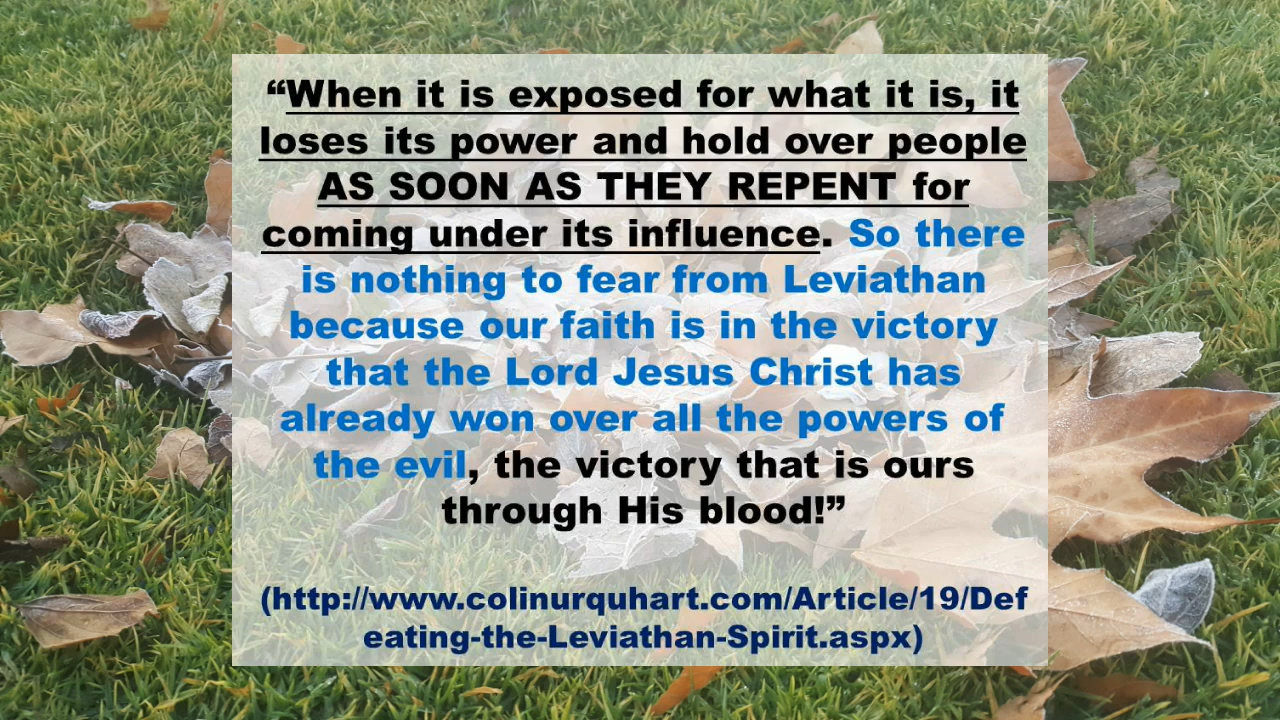 “When it is exposed for what it is, it
loses its power and hold over people
AS SOON AS THEY REPENT for
coming under its influence. So there
is nothing to fear from Leviathan
because our faith is in the victory
that the Lord Jesus Christ has
already won over all the powers of
the evil, the victory that is ours
through His blood!”
(http://www.colinurquhart.com/Article/19/Def
eating-the-Leviathan-Spirit.aspx)